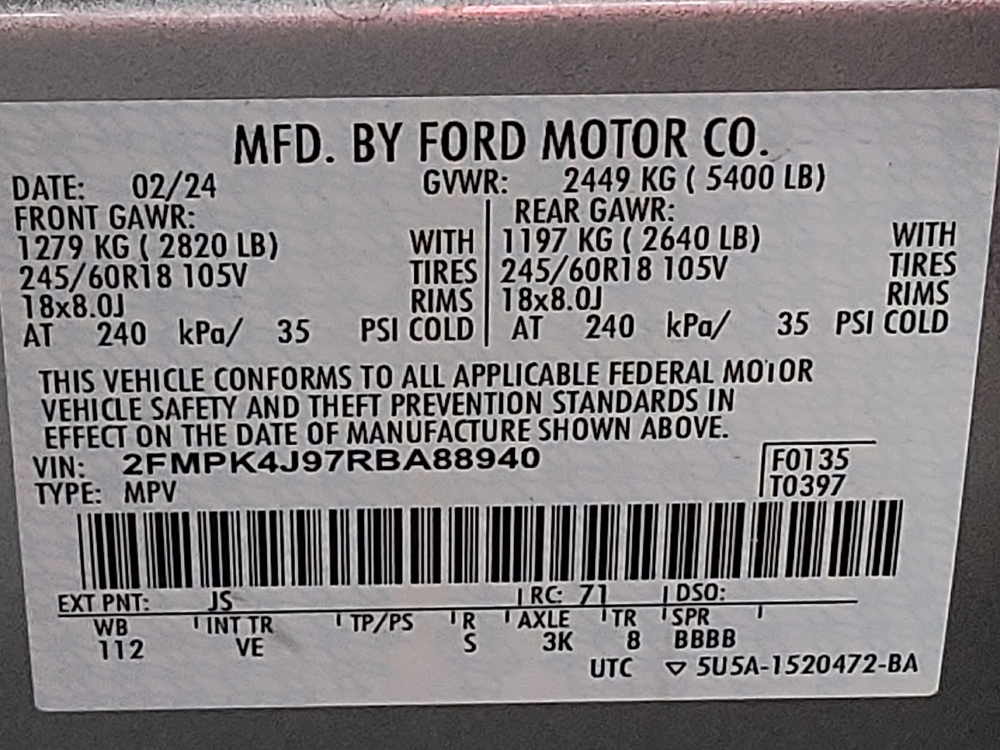 MFD. BY FORD MOTOR CO.
DATE: 02/24 GVWR: 2449 KG ( 5400 LB)
FRONT GAWR: REAR GAWR:
1279 KG ( 2820 LB) WITH 1197 KG ( 2640 LB) WITH
245/60R18 105V TIRES 245/60R18 105V TIRES
18x8.0J RIMS 18x8.0J RIMS
AT 240 kPa/ 35 PSI COLD AT 240 kPa/ 35 PSI COLD
THIS VEHICLE CONFORMS TO ALL APPLICABLE FEDERAL MOTOR
VEHICLE SAFETY AND THEFT PREVENTION STANDARDS IN
EFFECT ON THE DATE OF MANUFACTURE SHOWN ABOVE.
VIN: 2FMPK4J97RBA88940 F0135
TYPE: MPV T0397
EXT PNT: JS RC: 71 DSO:
WB INT TR TP/PS R AXLE TR SPR
112 VE S 3K 8 BBBB
UTC ▽ 5U5A-1520472-BA